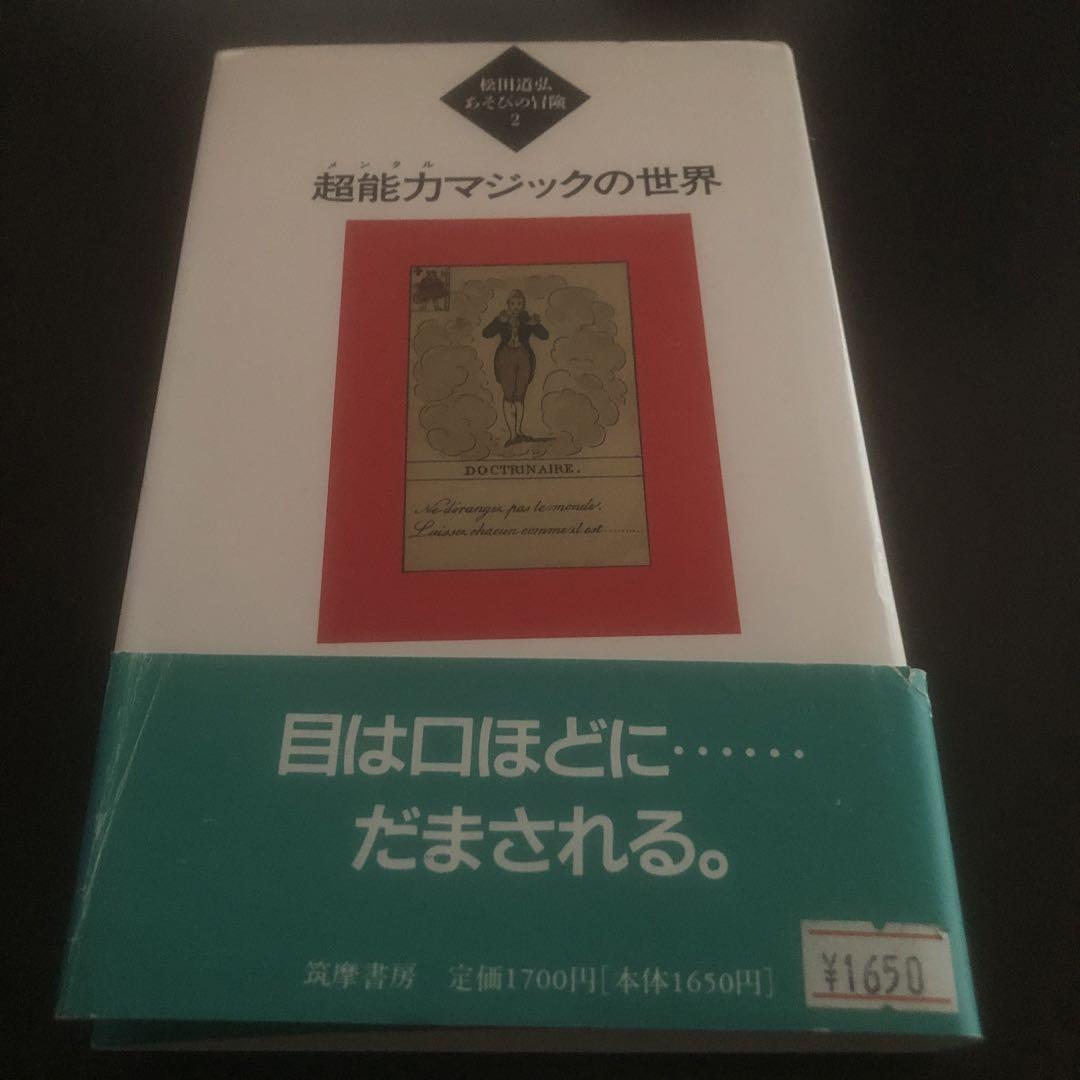 松田道弘
あそびの冒険
2
メンタル
超能力マジックの世界
DOCTRINAIRE.
Ne dérangez pas le monde.
Laissez chacun comme il est..........
目は口ほどに……
だまされる。
筑摩書房 定価1700円[本体1650円]
¥1650